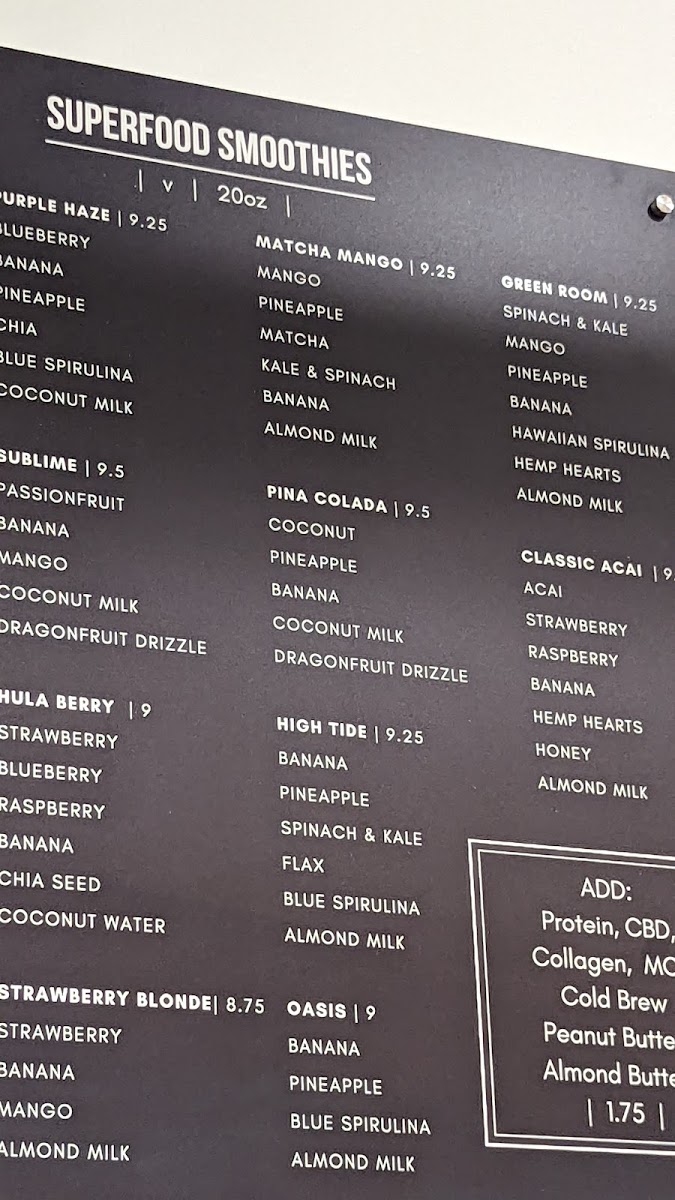 SUPERFOOD SMOOTHIES
| v | 20oz |
PURPLE HAZE | 9.25
BLUEBERRY
BANANA
PINEAPPLE
CHIA
BLUE SPIRULINA
COCONUT MILK
SUBLIME | 9.5
PASSIONFRUIT
BANANA
MANGO
COCONUT MILK
DRAGONFRUIT DRIZZLE
HULA BERRY | 9
STRAWBERRY
BLUEBERRY
RASPBERRY
BANANA
CHIA SEED
COCONUT WATER
STRAWBERRY BLONDE| 8.75
STRAWBERRY
BANANA
MANGO
ALMOND MILK
MATCHA MANGO | 9.25
MANGO
PINEAPPLE
MATCHA
KALE & SPINACH
BANANA
ALMOND MILK
PINA COLADA | 9.5
COCONUT
PINEAPPLE
BANANA
COCONUT MILK
DRAGONFRUIT DRIZZLE
HIGH TIDE | 9.25
BANANA
PINEAPPLE
SPINACH & KALE
FLAX
BLUE SPIRULINA
ALMOND MILK
OASIS | 9
BANANA
PINEAPPLE
BLUE SPIRULINA
ALMOND MILK
GREEN ROOM | 9.25
SPINACH & KALE
MANGO
PINEAPPLE
BANANA
HAWAIIAN SPIRULINA
HEMP HEARTS
ALMOND MILK
CLASSIC ACAI | 9.
ACAI
STRAWBERRY
RASPBERRY
BANANA
HEMP HEARTS
HONEY
ALMOND MILK
ADD:
Protein, CBD,
Collagen, MC
Cold Brew
Peanut Butte
Almond Butte
| 1.75 |